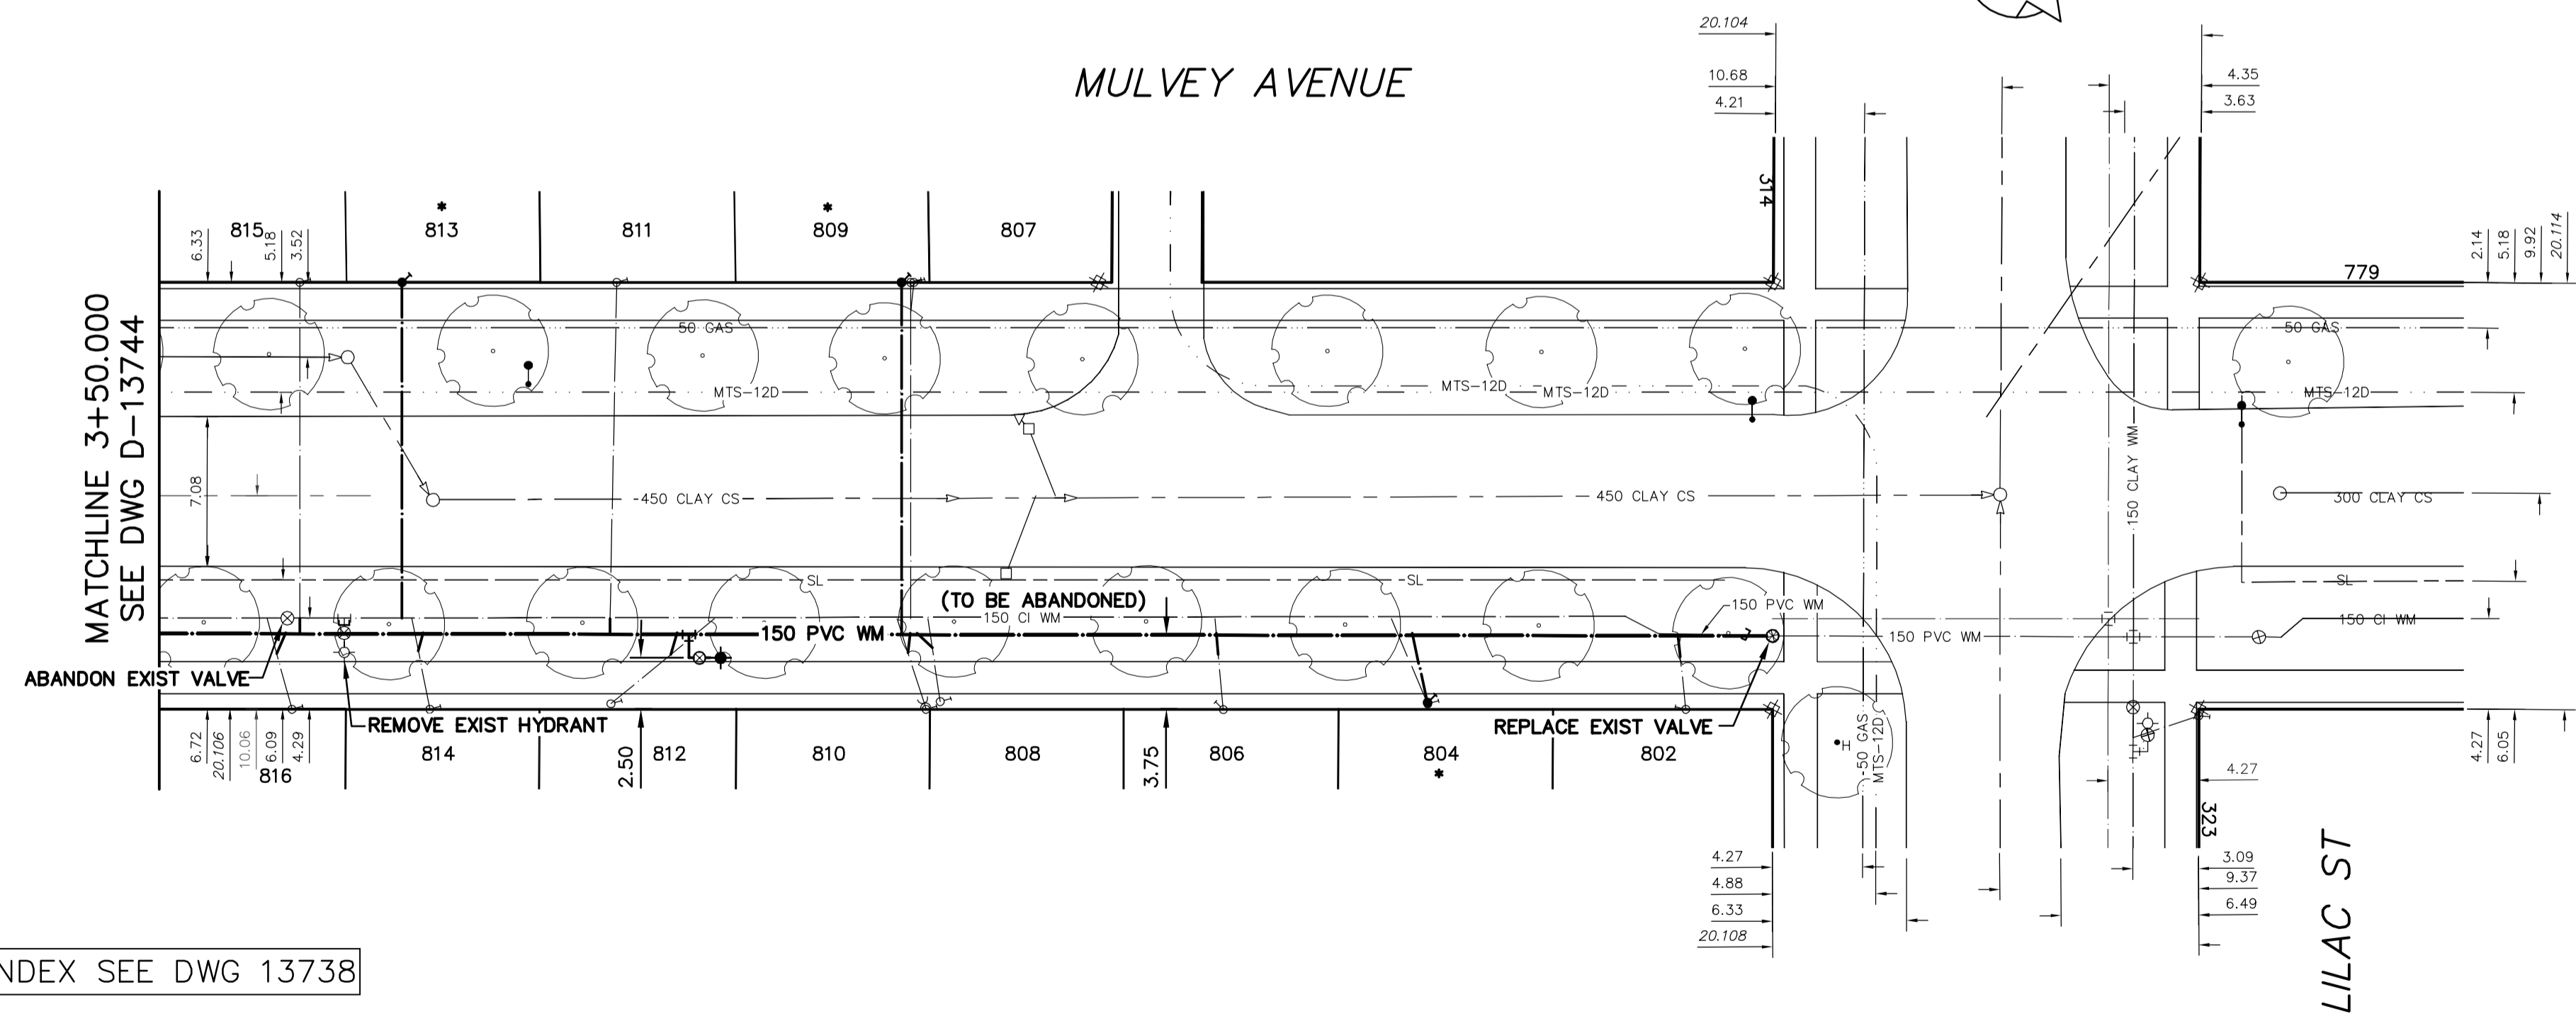 MULVEY AVENUE
20.104
10.68
4.21
4.35
3.63
314
MATCHLINE 3+50.000
SEE DWG D-13744
6.33
815
5.18
3.52
*
813
811
*
809
807
779
2.14
5.18
9.92
20.114
50 GAS
50 GAS
MTS-12D
MTS-12D
MTS-12D
MTS-12D
7.08
450 CLAY CS
450 CLAY CS
150 CLAY WM
300 CLAY CS
SL
SL
SL
(TO BE ABANDONED)
150 CI WM
150 PVC WM
150 PVC WM
150 PVC WM
150 CI WM
ABANDON EXIST VALVE
REMOVE EXIST HYDRANT
REPLACE EXIST VALVE
6.72
20.106
10.06
6.09
4.29
816
814
2.50
812
810
808
3.75
806
804
*
802
H
50 GAS
MTS-12D
4.27
323
4.27
6.05
4.27
4.88
6.33
20.108
3.09
9.37
6.49
LILAC ST
NDEX SEE DWG 13738